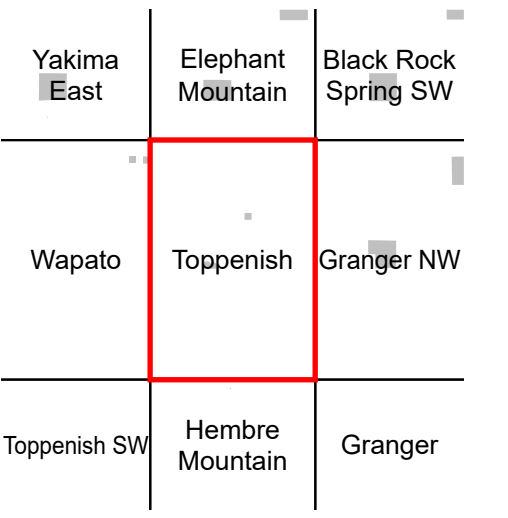 Yakima
East
Elephant
Mountain
Black Rock
Spring SW
Wapato
Toppenish
Granger NW
Toppenish SW
Hembre
Mountain
Granger